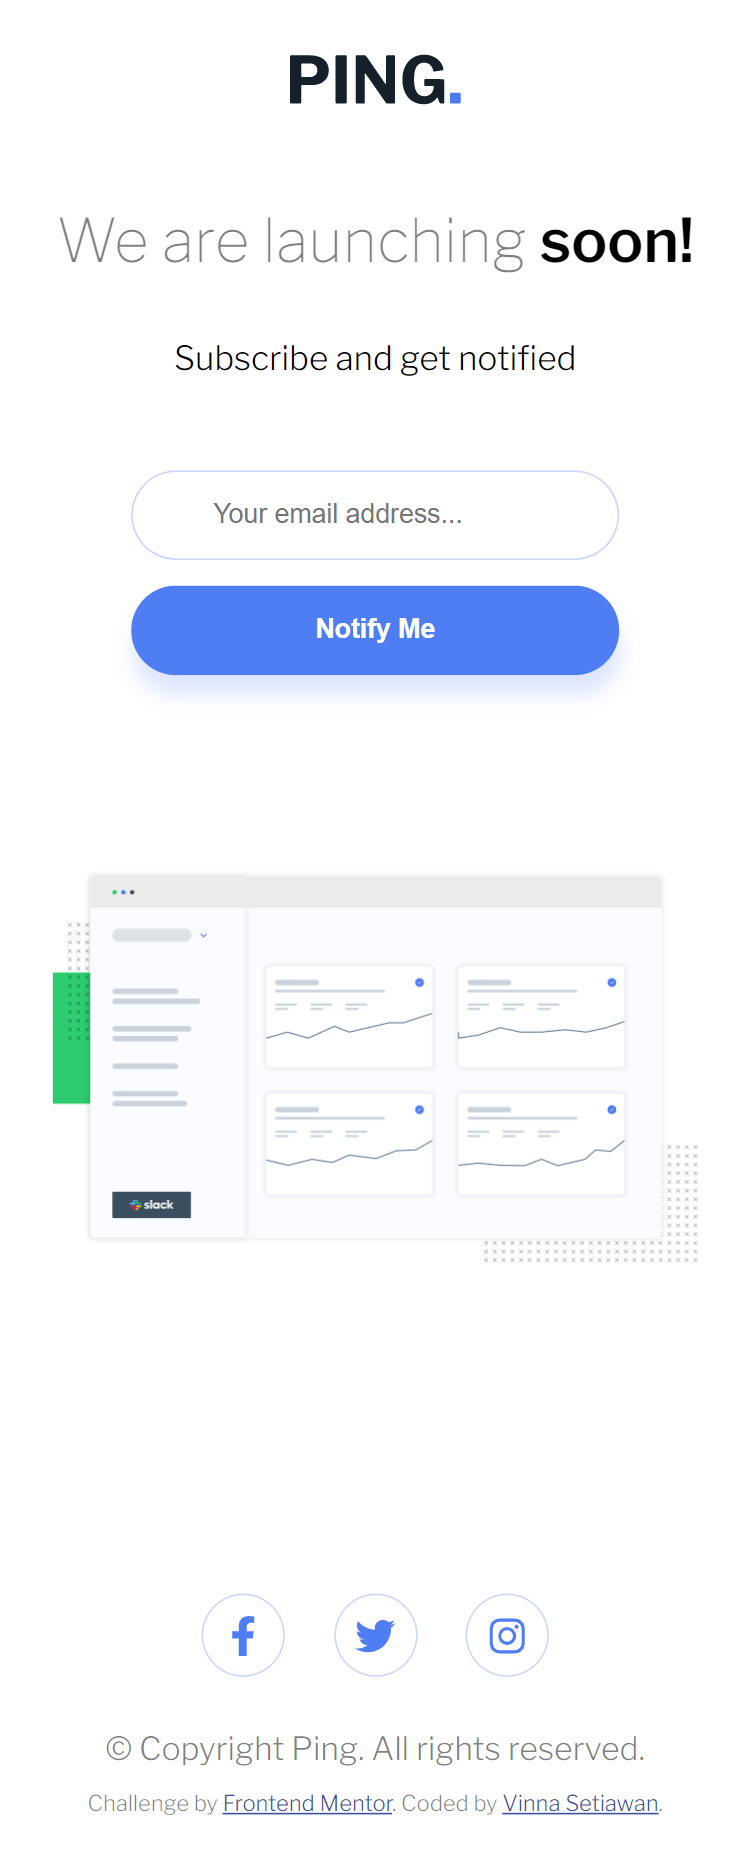 PING.
We are launching soon!
Subscribe and get notified
Your email address...
Notify Me
slack
© Copyright Ping. All rights reserved.
Challenge by Frontend Mentor. Coded by Vinna Setiawan.